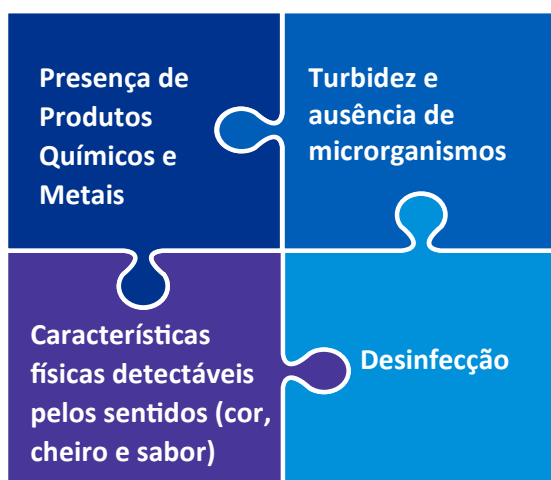 Presença de
Produtos
Químicos e
Metais
Turbidez e
ausência de
microrganismos
Características
físicas detectáveis
pelos sentidos (cor,
cheiro e sabor)
Desinfecção